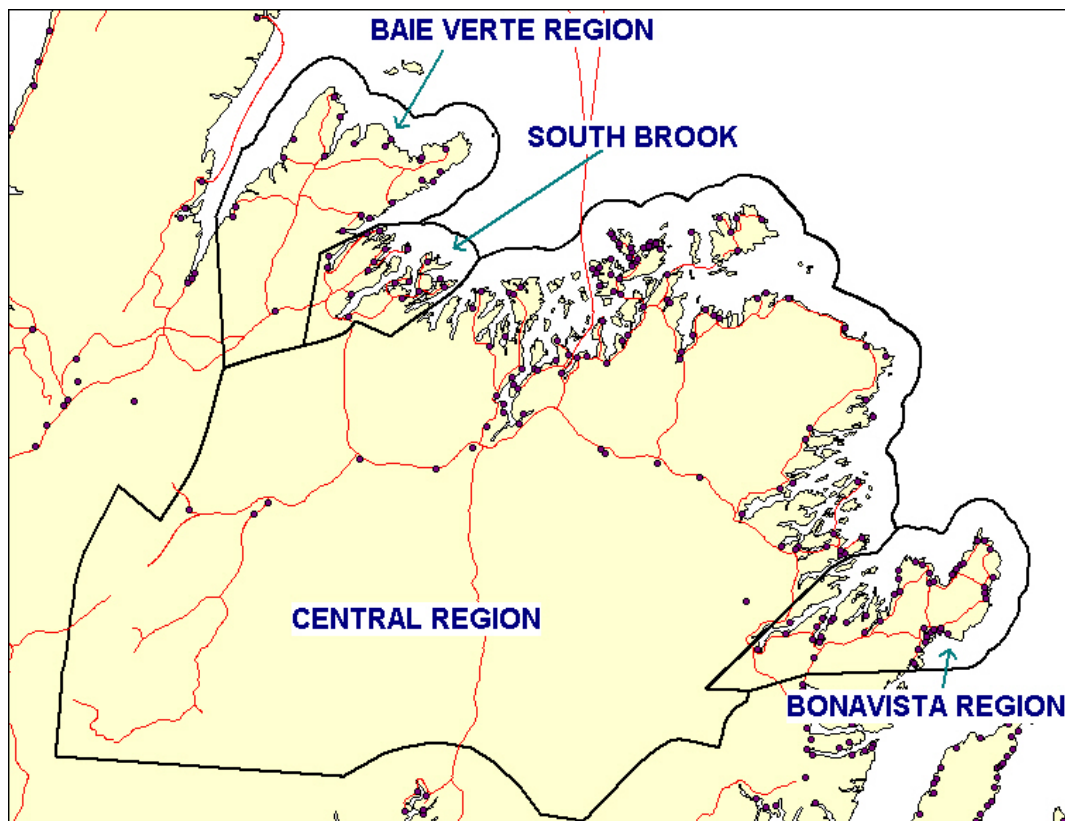 BAIE VERTE REGION
SOUTH BROOK
CENTRAL REGION
BONAVISTA REGION